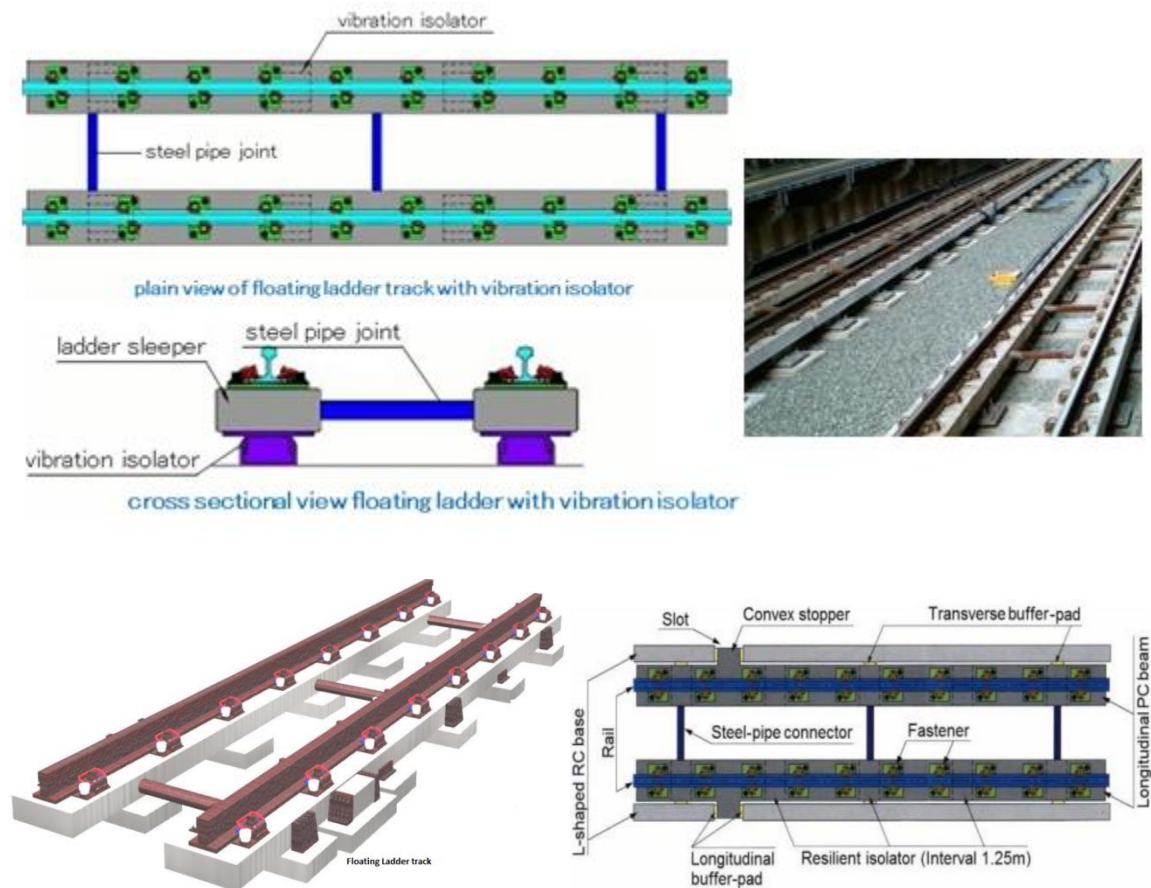 vibration isolator
steel pipe joint
plain view of floating ladder track with vibration isolator
steel pipe joint
ladder sleeper
vibration isolator
cross sectional view floating ladder with vibration isolator
Floating Ladder track
Slot
Convex stopper
Transverse buffer-pad
L-shaped RC base
Rail
Steel-pipe connector
Fastener
Longitudinal PC beam
Longitudinal
buffer-pad
Resilient isolator (Interval 1.25m)